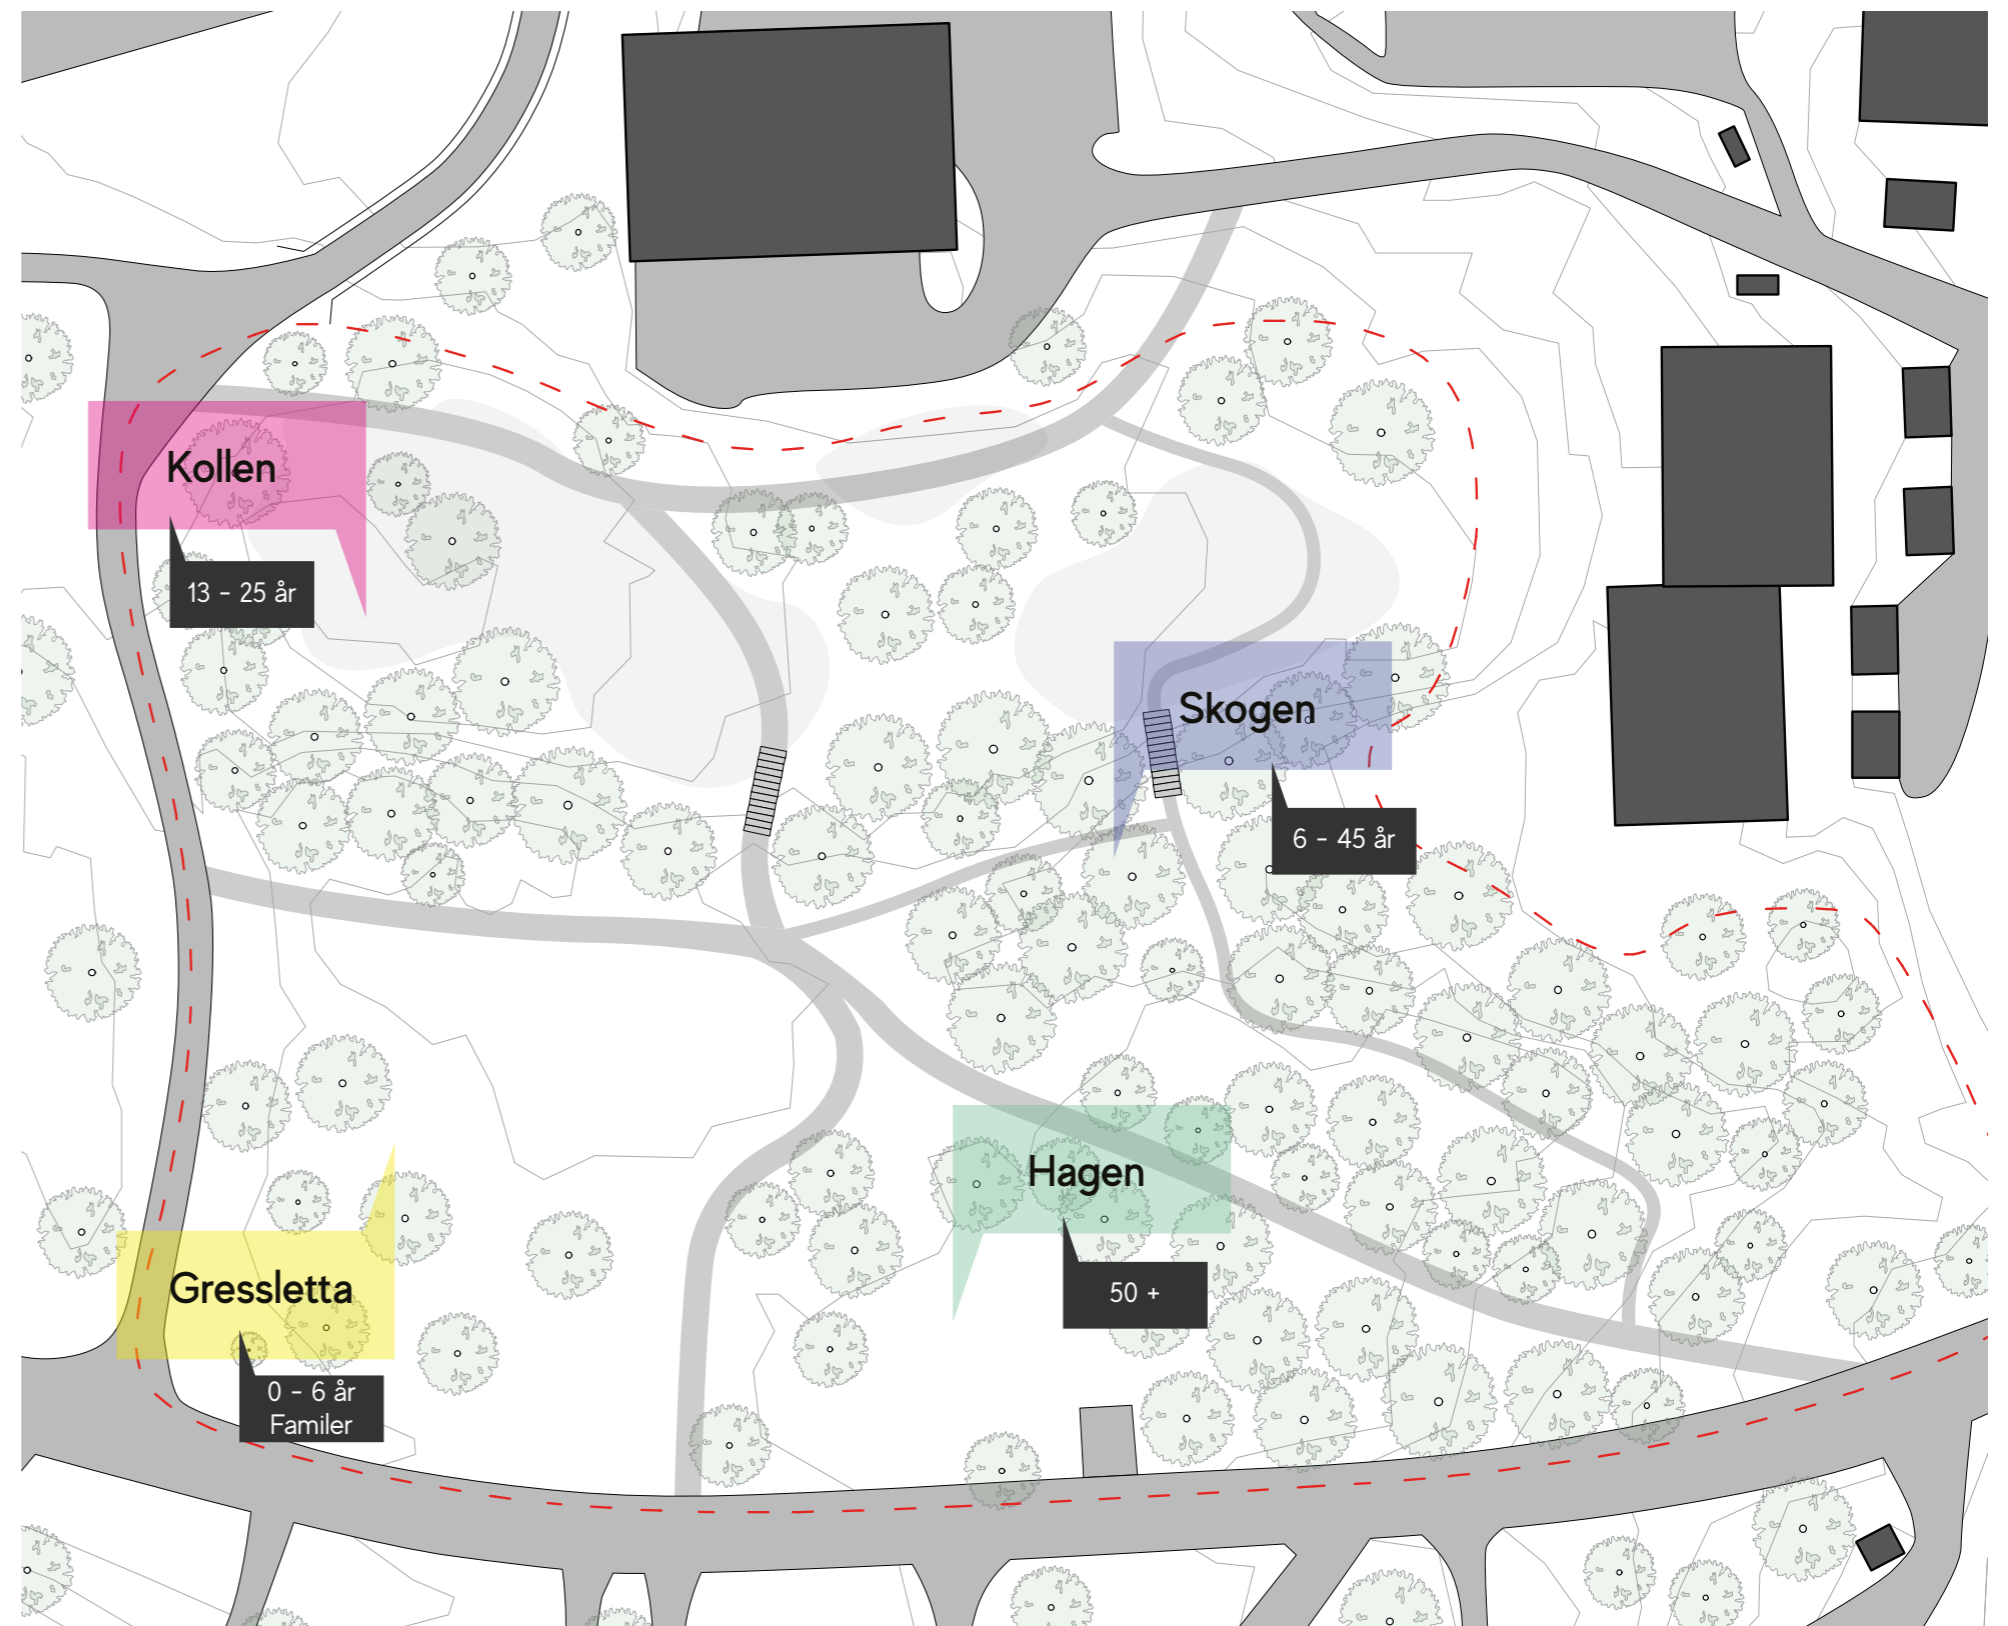 Kollen
13 - 25 år
Skogen
6 - 45 år
Hagen
50 +
Gressletta
0 - 6 år
Familer